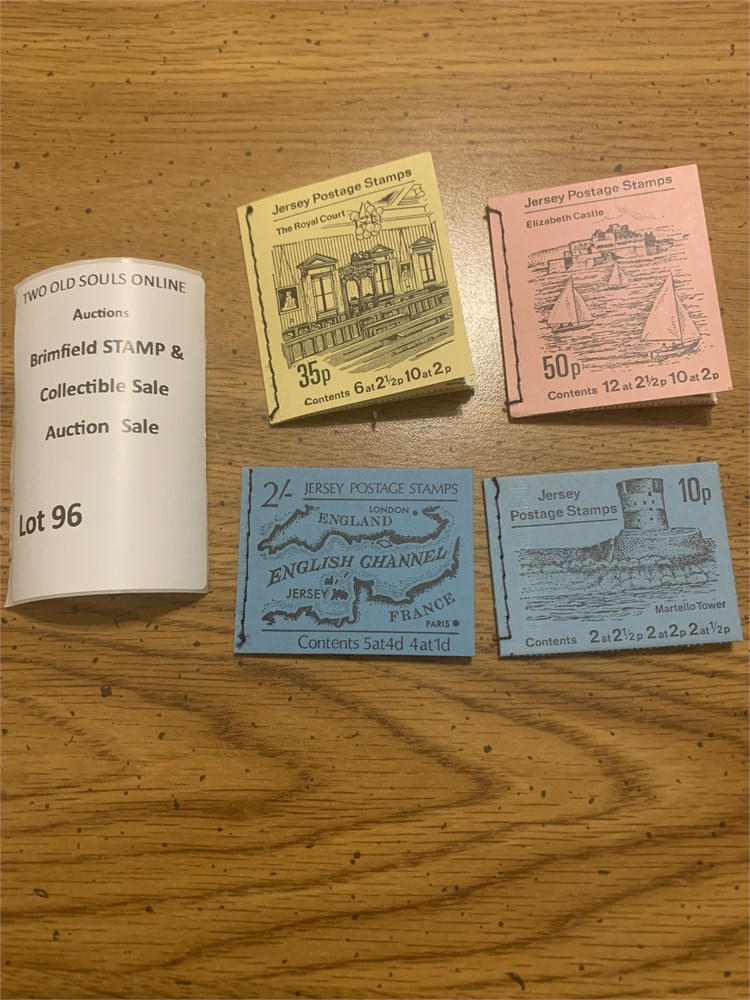 TWO OLD SOULS ONLINE
Auctions
Brimfield STAMP &
Collectible Sale
Auction Sale
Lot 96
Jersey Postage Stamps
The Royal Court
35p
Contents 6 at 2½p 10 at 2p
Jersey Postage Stamps
Elizabeth Castle
50p
Contents 12 at 2½p 10 at 2p
2/- JERSEY POSTAGE STAMPS
LONDON
ENGLAND
ENGLISH CHANNEL
JERSEY
FRANCE
PARIS
Contents 5at4d 4at1d
Jersey
Postage Stamps
10p
Martello Tower
Contents 2 at 2½p 2 at 2p 2 at ½p